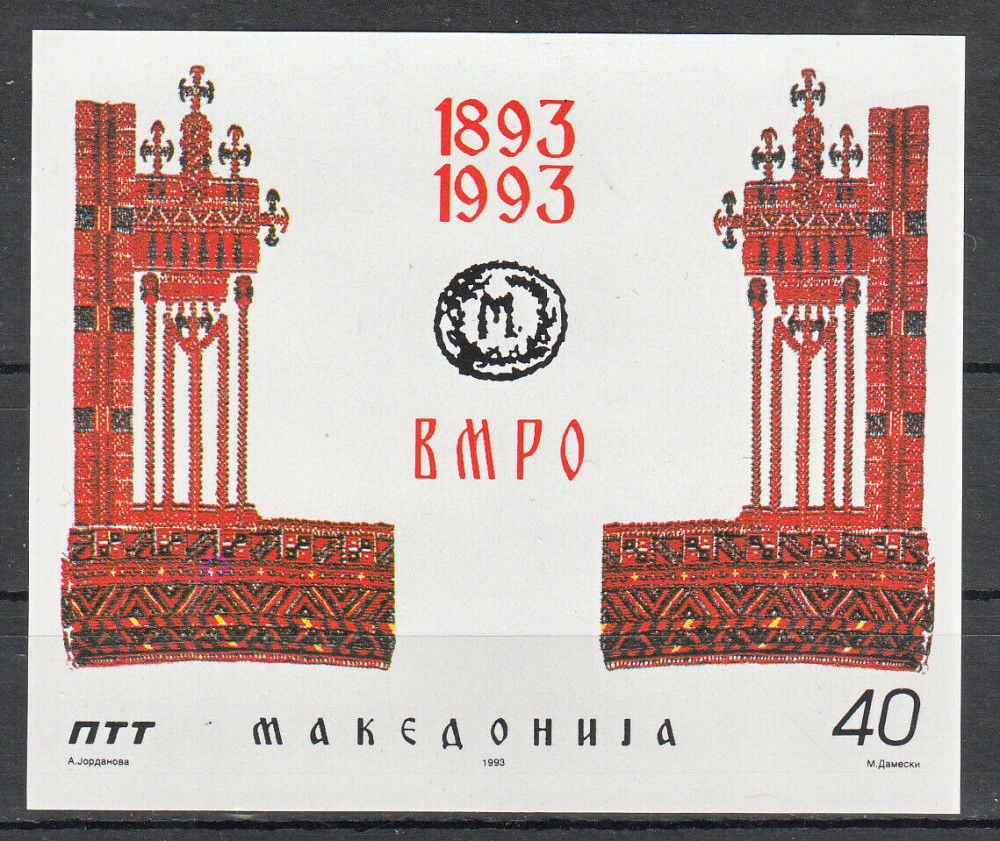 1893
1993
М.
ВМРО
ПТТ МАКЕДОНИЈА 40
А.Јорданова 1993 М.Дамески